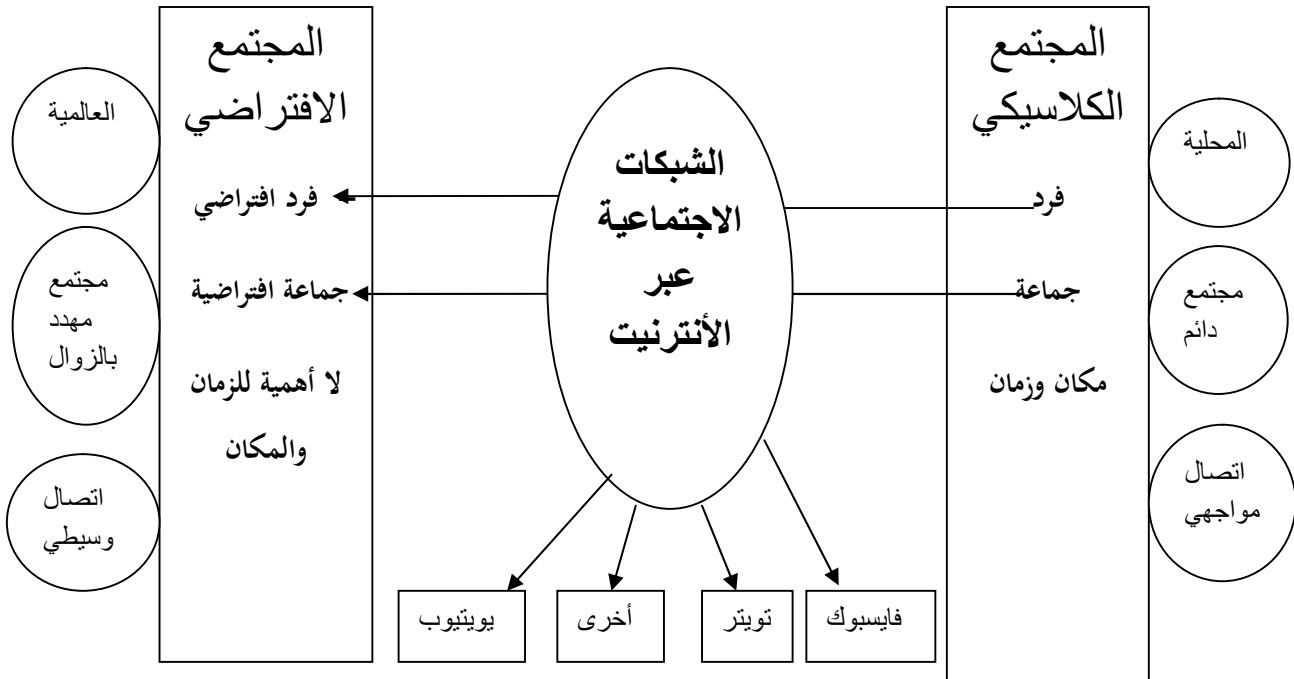 المجتمع
الكلاسيكي
فرد
جماعة
مكان وزمان
المحلية
مجتمع
دائم
اتصال
مواجهي
الشبكات
الاجتماعية
عبر
الأنترنيت
فايسبوك
تويتر
أخرى
يويتيوب
المجتمع
الافتراضي
فرد افتراضي
جماعة افتراضية
لا أهمية للزمان
والمكان
العالمية
مجتمع
مهدد
بالزوال
اتصال
وسيطي